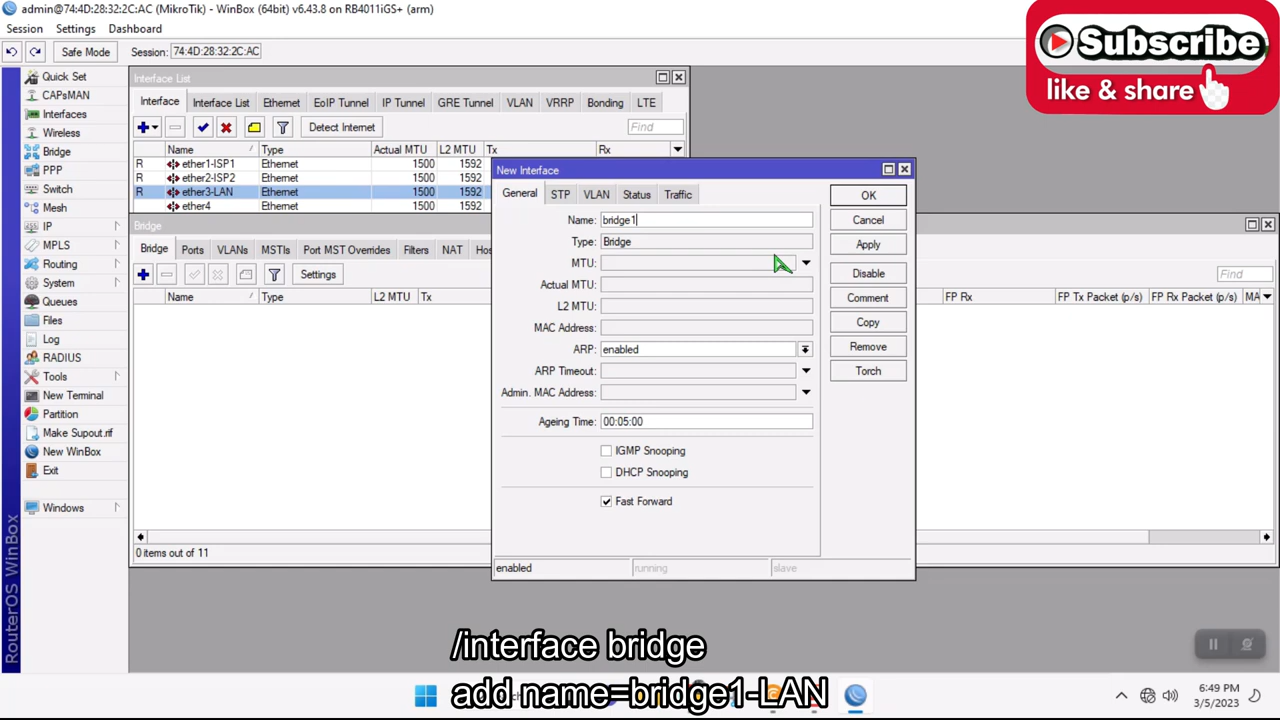 admin@74:4D:28:32:2C:AC (MikroTik) - WinBox (64bit) v6.43.8 on RB4011iGS+ (arm)
Session Settings Dashboard
Safe Mode Session: 74:4D:28:32:2C:AC
Subscribe
like & share
Quick Set
CAPsMAN
Interfaces
Wireless
Bridge
PPP
Switch
Mesh
IP
MPLS
Routing
System
Queues
Files
Log
RADIUS
Tools
New Terminal
Partition
Make Supout.rif
New WinBox
Exit
Windows
RouterOS WinBox
Interface List
Interface Interface List Ethernet EoIP Tunnel IP Tunnel GRE Tunnel VLAN VRRP Bonding LTE
Detect Internet Find
Name Type Actual MTU L2 MTU Tx Rx
R ether1-ISP1 Ethernet 1500 1592
R ether2-ISP2 Ethernet 1500 1592
R ether3-LAN Ethernet 1500 1592
ether4 Ethernet 1500 1592
Bridge
Bridge Ports VLANs MSTIs Port MST Overrides Filters NAT Hos
Settings Find
Name Type L2 MTU Tx FP Rx FP Tx Packet (p/s) FP Rx Packet (p/s) MA
0 items out of 11
New Interface
General STP VLAN Status Traffic
Name: bridge1
Type: Bridge
MTU:
Actual MTU:
L2 MTU:
MAC Address:
ARP: enabled
ARP Timeout:
Admin. MAC Address:
Ageing Time: 00:05:00
IGMP Snooping
DHCP Snooping
Fast Forward
OK
Cancel
Apply
Disable
Comment
Copy
Remove
Torch
enabled running slave
/interface bridge
add name=bridge1-LAN
6:49 PM
3/5/2023